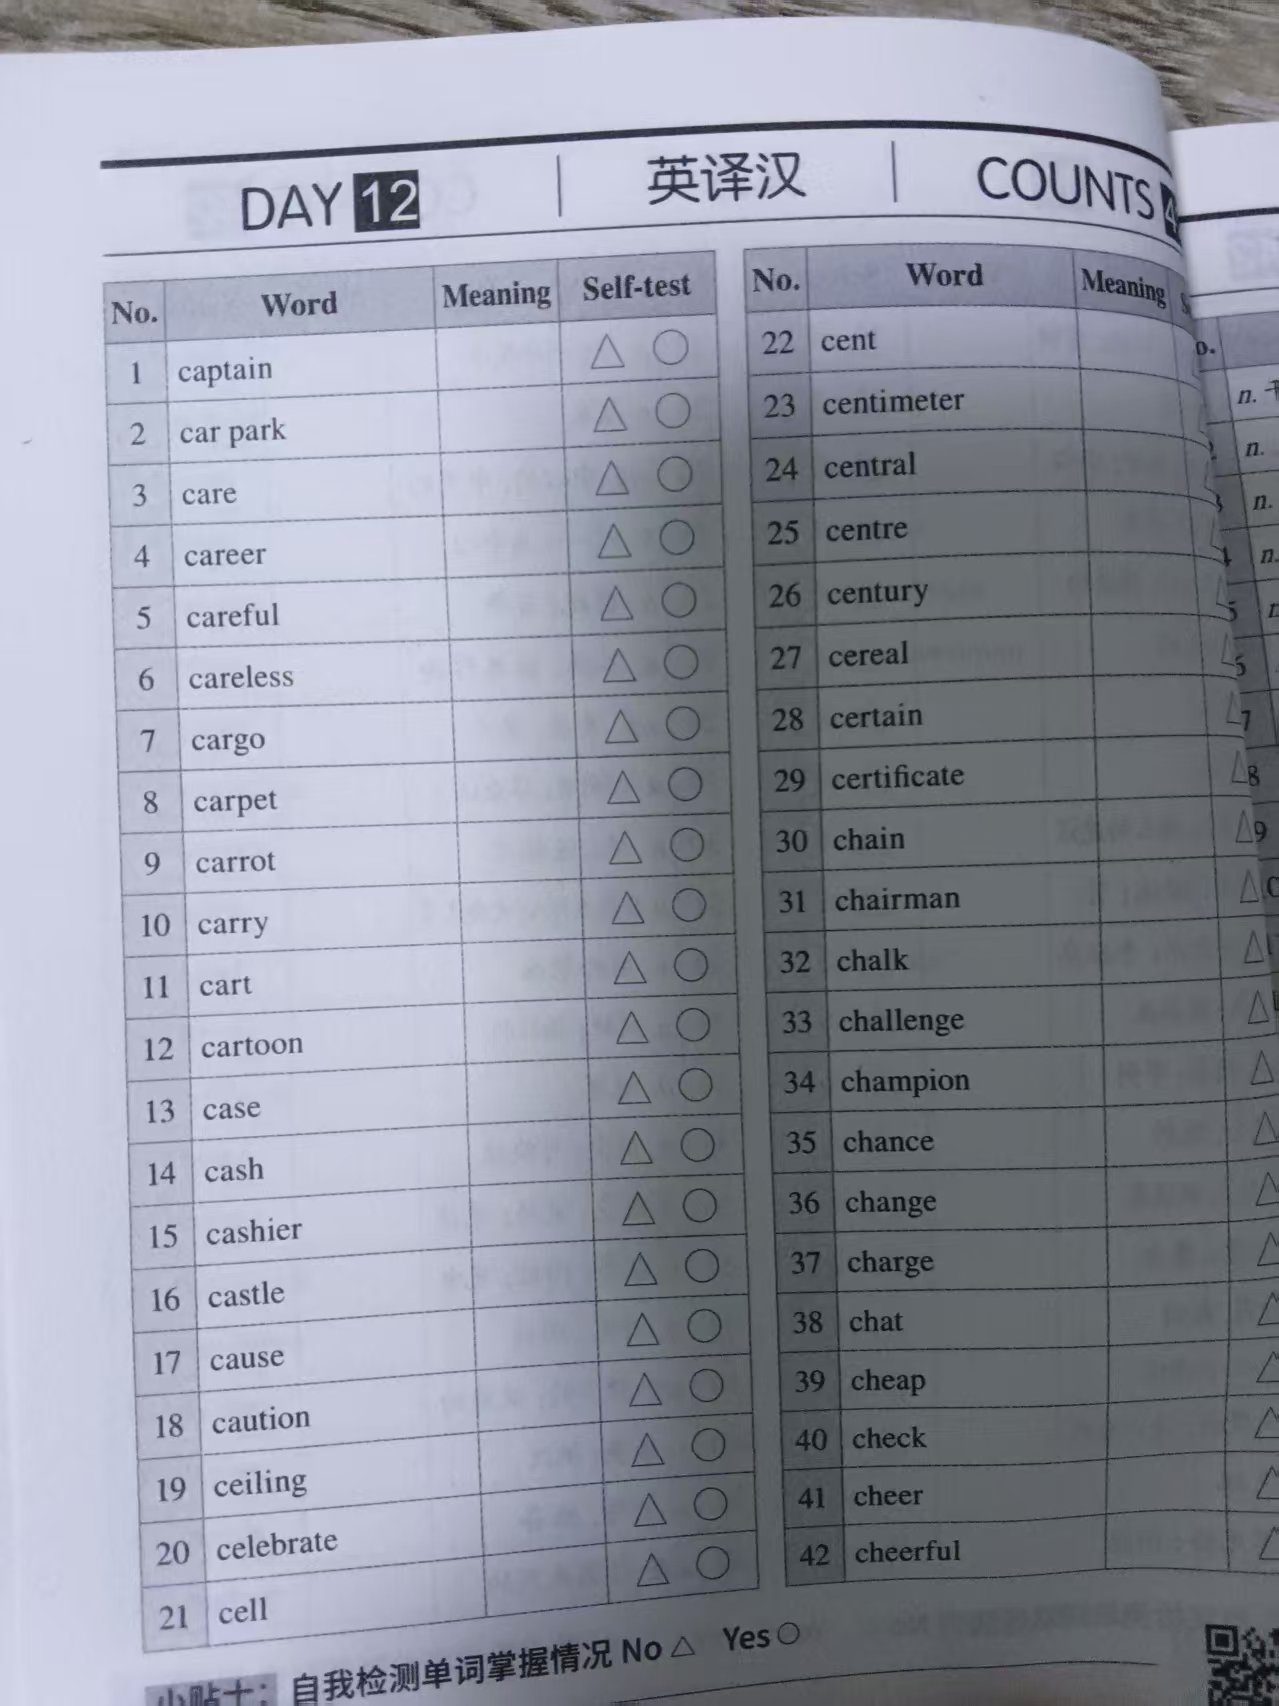 DAY 12 | 英译汉 | COUNTS
No. Word Meaning Self-test
1 captain △ ○
2 car park △ ○
3 care △ ○
4 career △ ○
5 careful △ ○
6 careless △ ○
7 cargo △ ○
8 carpet △ ○
9 carrot △ ○
10 carry △ ○
11 cart △ ○
12 cartoon △ ○
13 case △ ○
14 cash △ ○
15 cashier △ ○
16 castle △ ○
17 cause △ ○
18 caution △ ○
19 ceiling △ ○
20 celebrate △ ○
21 cell △ ○
No. Word Meaning
22 cent
23 centimeter
24 central
25 centre
26 century
27 cereal
28 certain
29 certificate
30 chain
31 chairman
32 chalk
33 challenge
34 champion
35 chance
36 change
37 charge
38 chat
39 cheap
40 check
41 cheer
42 cheerful
小贴士：自我检测单词掌握情况 No △ Yes ○
n.
n.
n.
n.